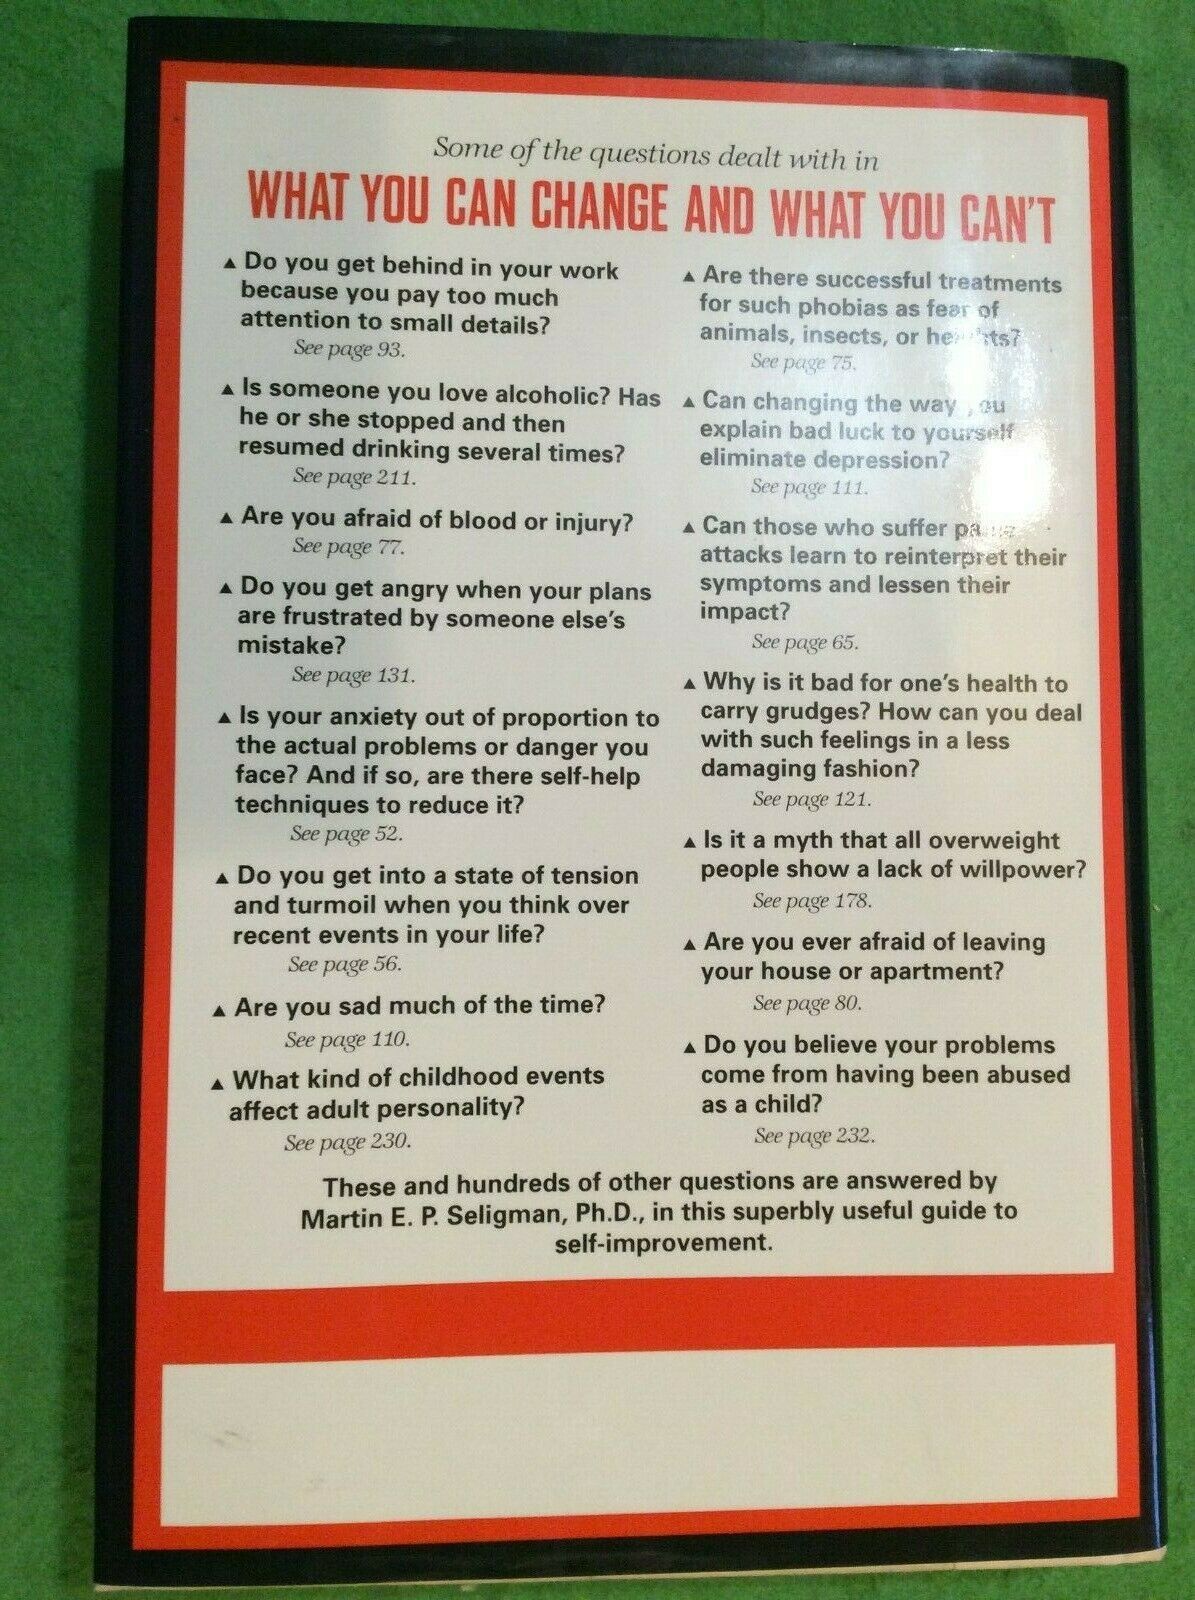 Some of the questions dealt with in
WHAT YOU CAN CHANGE AND WHAT YOU CAN'T
▲ Do you get behind in your work
because you pay too much
attention to small details?
See page 93.
▲ Is someone you love alcoholic? Has
he or she stopped and then
resumed drinking several times?
See page 211.
▲ Are you afraid of blood or injury?
See page 77.
▲ Do you get angry when your plans
are frustrated by someone else's
mistake?
See page 131.
▲ Is your anxiety out of proportion to
the actual problems or danger you
face? And if so, are there self-help
techniques to reduce it?
See page 52.
▲ Do you get into a state of tension
and turmoil when you think over
recent events in your life?
See page 56.
▲ Are you sad much of the time?
See page 110.
▲ What kind of childhood events
affect adult personality?
See page 230.
▲ Are there successful treatments
for such phobias as fear of
animals, insects, or heights?
See page 75.
▲ Can changing the way you
explain bad luck to yourself
eliminate depression?
See page 111.
▲ Can those who suffer panic
attacks learn to reinterpret their
symptoms and lessen their
impact?
See page 65.
▲ Why is it bad for one's health to
carry grudges? How can you deal
with such feelings in a less
damaging fashion?
See page 121.
▲ Is it a myth that all overweight
people show a lack of willpower?
See page 178.
▲ Are you ever afraid of leaving
your house or apartment?
See page 80.
▲ Do you believe your problems
come from having been abused
as a child?
See page 232.
These and hundreds of other questions are answered by
Martin E. P. Seligman, Ph.D., in this superbly useful guide to
self-improvement.